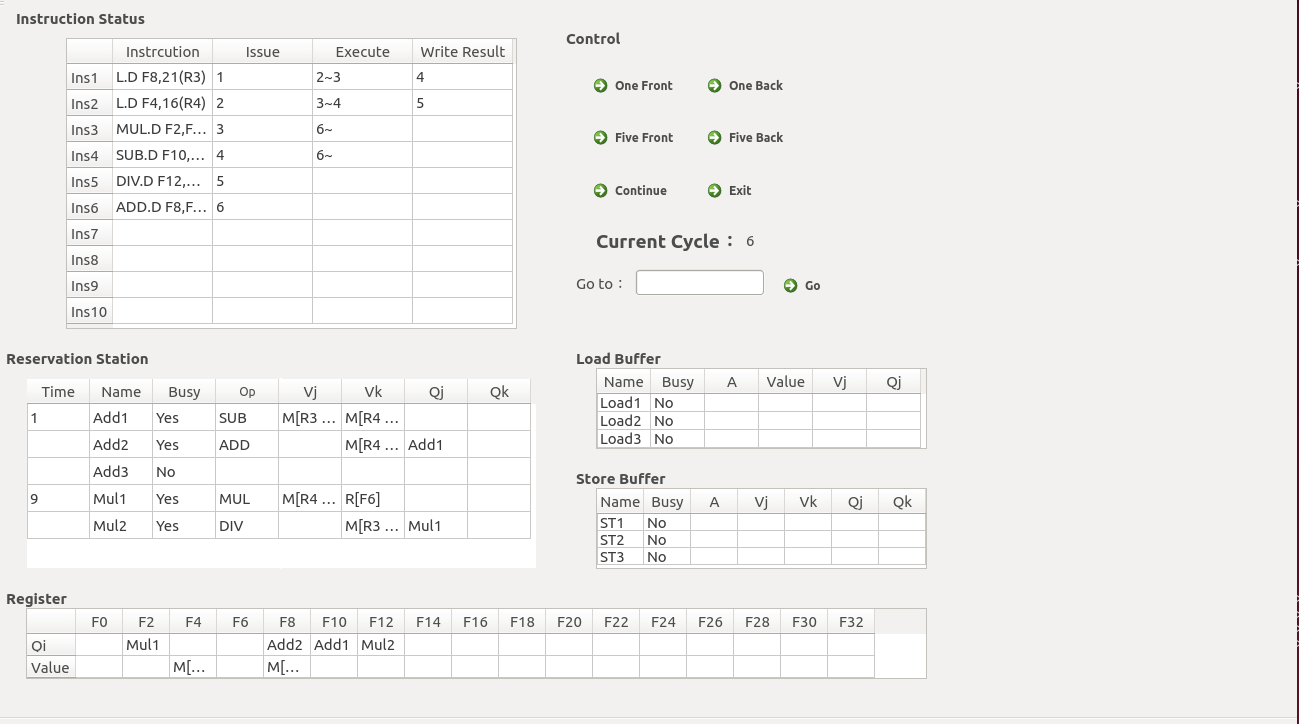 Instruction Status
Instrcution Issue Execute Write Result
Ins1 L.D F8,21(R3) 1 2~3 4
Ins2 L.D F4,16(R4) 2 3~4 5
Ins3 MUL.D F2,F... 3 6~
Ins4 SUB.D F10,... 4 6~
Ins5 DIV.D F12,... 5
Ins6 ADD.D F8,F... 6
Ins7
Ins8
Ins9
Ins10
Control
One Front One Back
Five Front Five Back
Continue Exit
Current Cycle： 6
Go to： Go
Reservation Station
Time Name Busy Op Vj Vk Qj Qk
1 Add1 Yes SUB M[R3 ... M[R4 ...
Add2 Yes ADD M[R4 ... Add1
Add3 No
9 Mul1 Yes MUL M[R4 ... R[F6]
Mul2 Yes DIV M[R3 ... Mul1
Load Buffer
Name Busy A Value Vj Qj
Load1 No
Load2 No
Load3 No
Store Buffer
Name Busy A Vj Vk Qj Qk
ST1 No
ST2 No
ST3 No
Register
F0 F2 F4 F6 F8 F10 F12 F14 F16 F18 F20 F22 F24 F26 F28 F30 F32
Qi Mul1 Add2 Add1 Mul2
Value M[... M[...